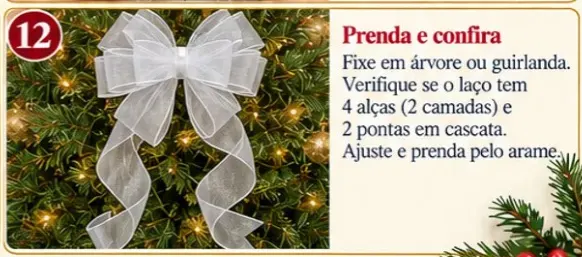 12
Prenda e confira
Fixe em árvore ou guirlanda.
Verifique se o laço tem
4 alças (2 camadas) e
2 pontas em cascata.
Ajuste e prenda pelo arame.